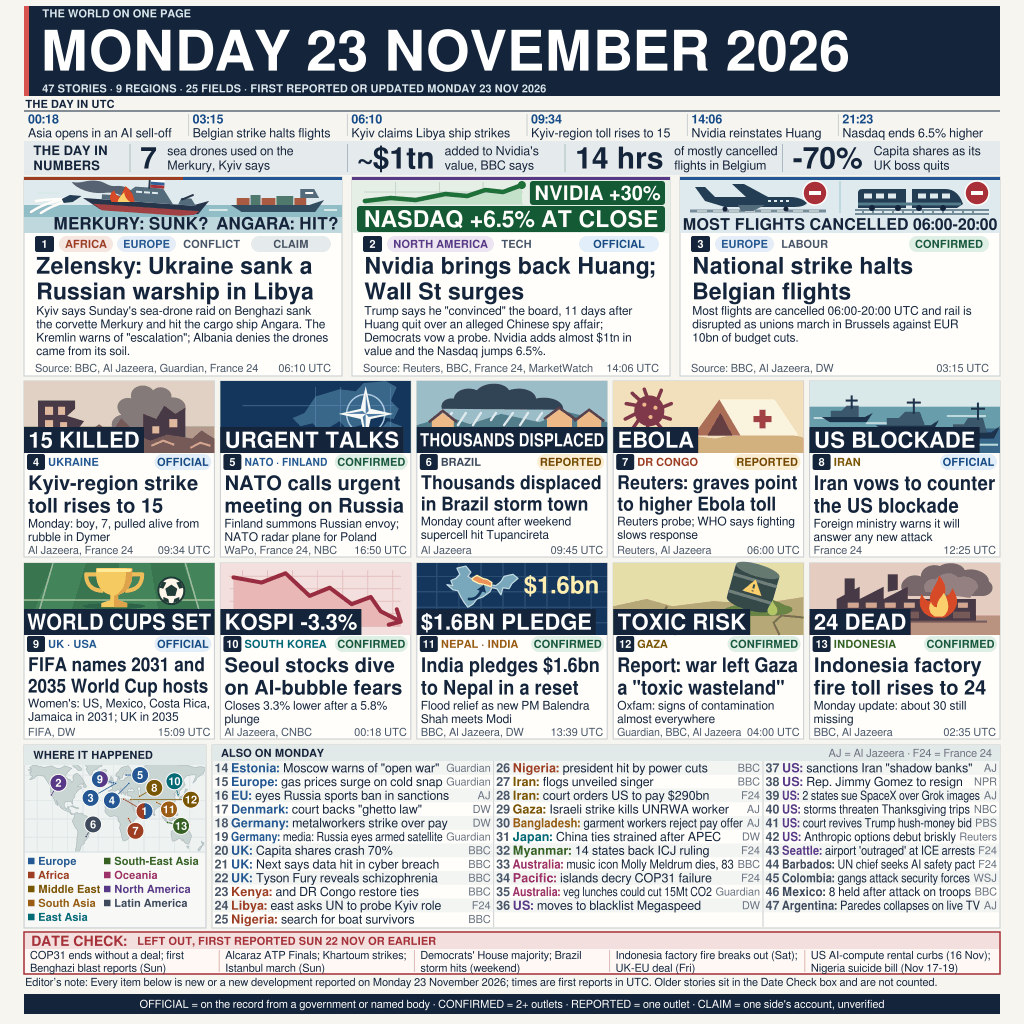 THE WORLD ON ONE PAGE
MONDAY 23 NOVEMBER 2026
47 STORIES · 9 REGIONS · 25 FIELDS · FIRST REPORTED OR UPDATED MONDAY 23 NOV 2026
THE DAY IN UTC
00:18
Asia opens in an AI sell-off
03:15
Belgian strike halts flights
06:10
Kyiv claims Libya ship strikes
09:34
Kyiv-region toll rises to 15
14:06
Nvidia reinstates Huang
21:23
Nasdaq ends 6.5% higher
THE DAY IN
NUMBERS
7
sea drones used on the
Merkury, Kyiv says
~$1tn
added to Nvidia's
value, BBC says
14 hrs
of mostly cancelled
flights in Belgium
-70%
Capita shares as its
UK boss quits
MERKURY: SUNK? ANGARA: HIT?
1 AFRICA EUROPE CONFLICT CLAIM
Zelensky: Ukraine sank a
Russian warship in Libya
Kyiv says Sunday's sea-drone raid on Benghazi sank
the corvette Merkury and hit the cargo ship Angara. The
Kremlin warns of "escalation"; Albania denies the drones
came from its soil.
Source: BBC, Al Jazeera, Guardian, France 24 06:10 UTC
NVIDIA +30%
NASDAQ +6.5% AT CLOSE
2 NORTH AMERICA TECH OFFICIAL
Nvidia brings back Huang;
Wall St surges
Trump says he "convinced" the board, 11 days after
Huang quit over an alleged Chinese spy affair;
Democrats vow a probe. Nvidia adds almost $1tn in
value and the Nasdaq jumps 6.5%.
Source: Reuters, BBC, France 24, MarketWatch 14:06 UTC
MOST FLIGHTS CANCELLED 06:00-20:00
3 EUROPE LABOUR CONFIRMED
National strike halts
Belgian flights
Most flights are cancelled 06:00-20:00 UTC and rail is
disrupted as unions march in Brussels against EUR
10bn of budget cuts.
Source: BBC, Al Jazeera, DW 03:15 UTC
15 KILLED
4 UKRAINE OFFICIAL
Kyiv-region strike
toll rises to 15
Monday: boy, 7, pulled alive from
rubble in Dymer
Al Jazeera, France 24 09:34 UTC
URGENT TALKS
5 NATO · FINLAND CONFIRMED
NATO calls urgent
meeting on Russia
Finland summons Russian envoy;
NATO radar plane for Poland
WaPo, France 24, NBC 16:50 UTC
THOUSANDS DISPLACED
6 BRAZIL REPORTED
Thousands displaced
in Brazil storm town
Monday count after weekend
supercell hit Tupancireta
Al Jazeera 09:45 UTC
EBOLA
7 DR CONGO REPORTED
Reuters: graves point
to higher Ebola toll
Reuters probe; WHO says fighting
slows response
Reuters, Al Jazeera 06:00 UTC
US BLOCKADE
8 IRAN OFFICIAL
Iran vows to counter
the US blockade
Foreign ministry warns it will
answer any new attack
France 24 12:25 UTC
WORLD CUPS SET
9 UK · USA OFFICIAL
FIFA names 2031 and
2035 World Cup hosts
Women's: US, Mexico, Costa Rica,
Jamaica in 2031; UK in 2035
FIFA, DW 15:09 UTC
KOSPI -3.3%
10 SOUTH KOREA CONFIRMED
Seoul stocks dive
on AI-bubble fears
Closes 3.3% lower after a 5.8%
plunge
Al Jazeera, CNBC 00:18 UTC
$1.6bn
$1.6BN PLEDGE
11 NEPAL · INDIA CONFIRMED
India pledges $1.6bn
to Nepal in a reset
Flood relief as new PM Balendra
Shah meets Modi
Al Jazeera, BBC, DW 13:39 UTC
TOXIC RISK
12 GAZA CONFIRMED
Report: war left Gaza
a "toxic wasteland"
Oxfam: signs of contamination
almost everywhere
Guardian, BBC, Al Jazeera 04:00 UTC
24 DEAD
13 INDONESIA CONFIRMED
Indonesia factory
fire toll rises to 24
Monday update: about 30 still
missing
BBC, Al Jazeera 02:35 UTC
WHERE IT HAPPENED
2 9 5 10 3 4 8 12 1 11 6 7 13
Europe
Africa
Middle East
South Asia
East Asia
South-East Asia
Oceania
North America
Latin America
ALSO ON MONDAY
AJ = Al Jazeera · F24 = France 24
14 Estonia: Moscow warns of "open war" Guardian
15 Europe: gas prices surge on cold snap Guardian
16 EU: eyes Russia sports ban in sanctions AJ
17 Denmark: court backs "ghetto law" DW
18 Germany: metalworkers strike over pay DW
19 Germany: media: Russia eyes armed satellite Guardian
20 UK: Capita shares crash 70% BBC
21 UK: Next says data hit in cyber breach BBC
22 UK: Tyson Fury reveals schizophrenia BBC
23 Kenya: and DR Congo restore ties BBC
24 Libya: east asks UN to probe Kyiv role F24
25 Nigeria: search for boat survivors BBC
26 Nigeria: president hit by power cuts BBC
27 Iran: flogs unveiled singer BBC
28 Iran: court orders US to pay $290bn F24
29 Gaza: Israeli strike kills UNRWA worker AJ
30 Bangladesh: garment workers reject pay offer AJ
31 Japan: China ties strained after APEC DW
32 Myanmar: 14 states back ICJ ruling F24
33 Australia: music icon Molly Meldrum dies, 83 BBC
34 Pacific: islands decry COP31 failure F24
35 Australia: veg lunches could cut 15Mt CO2 Guardian
36 US: moves to blacklist Megaspeed DW
37 US: sanctions Iran "shadow banks" AJ
38 US: Rep. Jimmy Gomez to resign NPR
39 US: 2 states sue SpaceX over Grok images AJ
40 US: storms threaten Thanksgiving trips NBC
41 US: court revives Trump hush-money bid PBS
42 US: Anthropic options debut briskly Reuters
43 Seattle: airport 'outraged' at ICE arrests F24
44 Barbados: UN chief seeks AI safety pact F24
45 Colombia: gangs attack security forces WSJ
46 Mexico: 8 held after attack on troops BBC
47 Argentina: Paredes collapses on live TV AJ
DATE CHECK: LEFT OUT, FIRST REPORTED SUN 22 NOV OR EARLIER
COP31 ends without a deal; first
Benghazi blast reports (Sun)
Alcaraz ATP Finals; Khartoum strikes;
Istanbul march (Sun)
Democrats' House majority; Brazil
storm hits (weekend)
Indonesia factory fire breaks out (Sat);
UK-EU deal (Fri)
US AI-compute rental curbs (16 Nov);
Nigeria suicide bill (Nov 17-19)
Editor's note: Every item below is new or a new development reported on Monday 23 November 2026; times are first reports in UTC. Older stories sit in the Date Check box and are not counted.
OFFICIAL = on the record from a government or named body · CONFIRMED = 2+ outlets · REPORTED = one outlet · CLAIM = one side's account, unverified